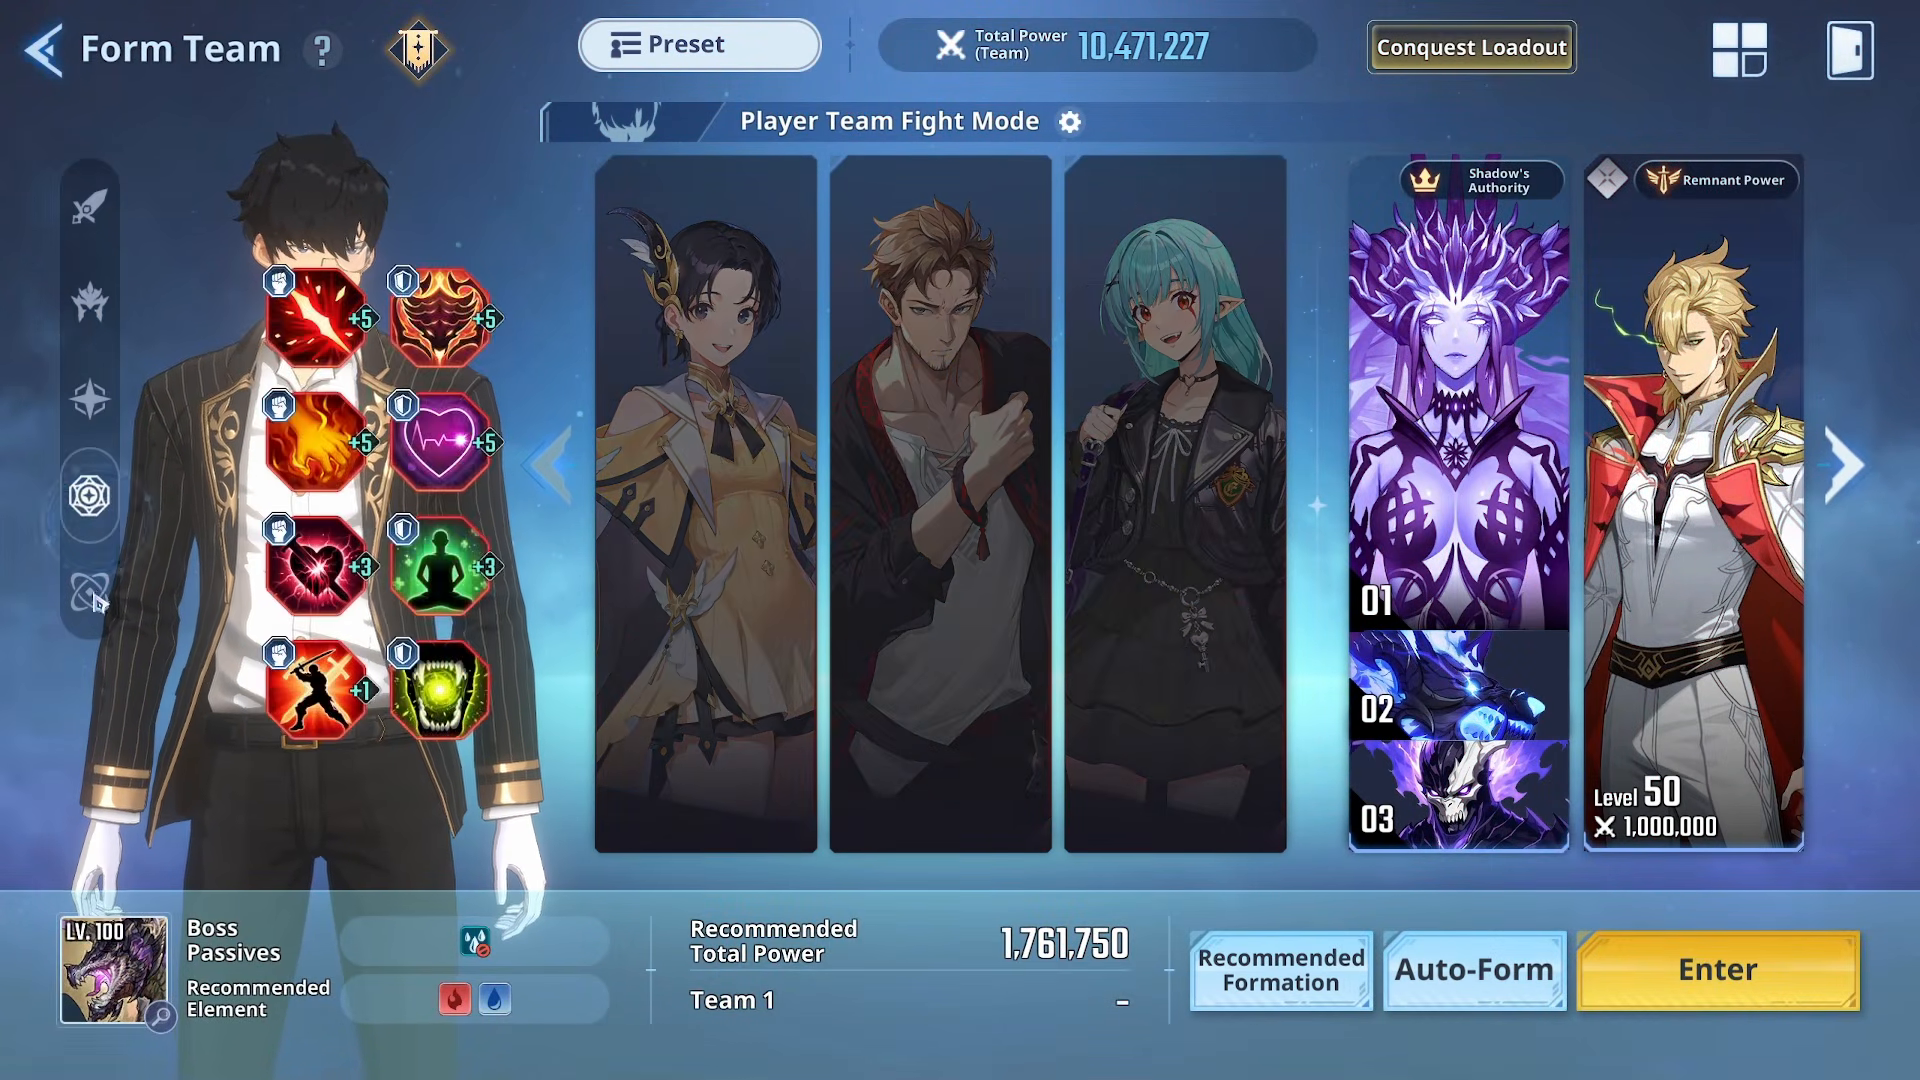 Form Team ?
Preset
Total Power
(Team) 10,471,227
Conquest Loadout
Player Team Fight Mode
Shadow's
Authority
Remnant Power
+5 +5
+5 +5
+3 +3
+1
01
02
03
Level 50
1,000,000
LV. 100
Boss
Passives
Recommended
Element
Recommended
Total Power 1,761,750
Team 1 –
Recommended
Formation
Auto-Form
Enter